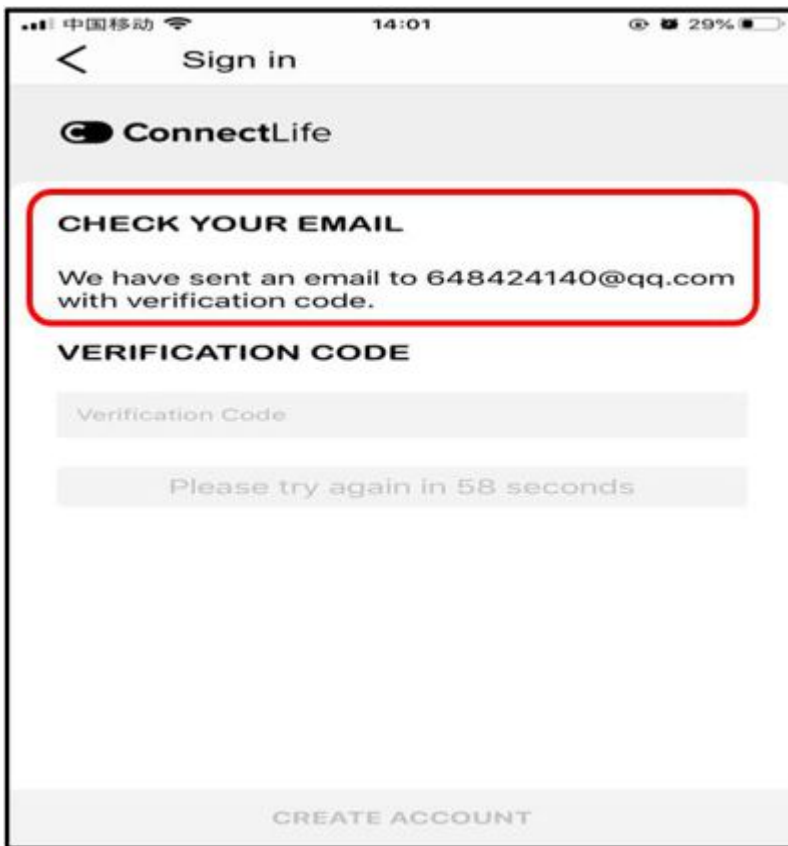 中国移动 14:01 29%
Sign in
ConnectLife
CHECK YOUR EMAIL
We have sent an email to 648424140@qq.com
with verification code.
VERIFICATION CODE
Verification Code
Please try again in 58 seconds
CREATE ACCOUNT